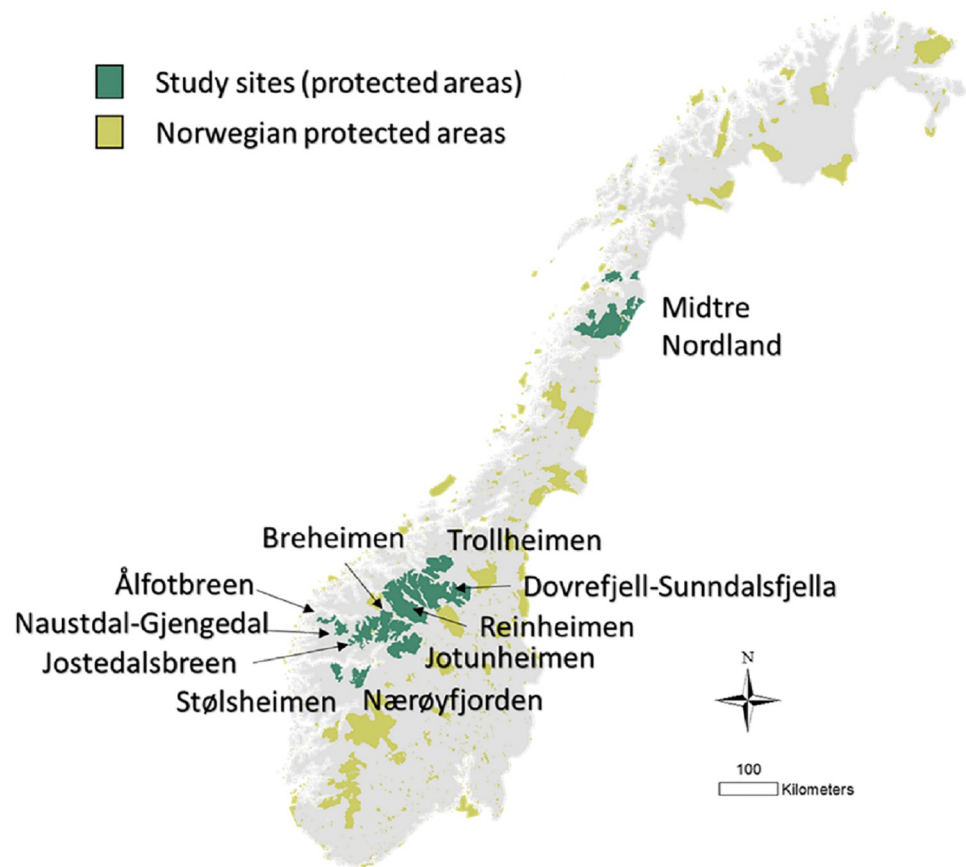 Study sites (protected areas)
Norwegian protected areas
Midtre
Nordland
Breheimen
Trollheimen
Ålfotbreen
Dovrefjell-Sunndalsfjella
Naustdal-Gjengedal
Reinheimen
Jostedalsbreen
Jotunheimen
Stølsheimen
Nærøyfjorden
N
100
Kilometers